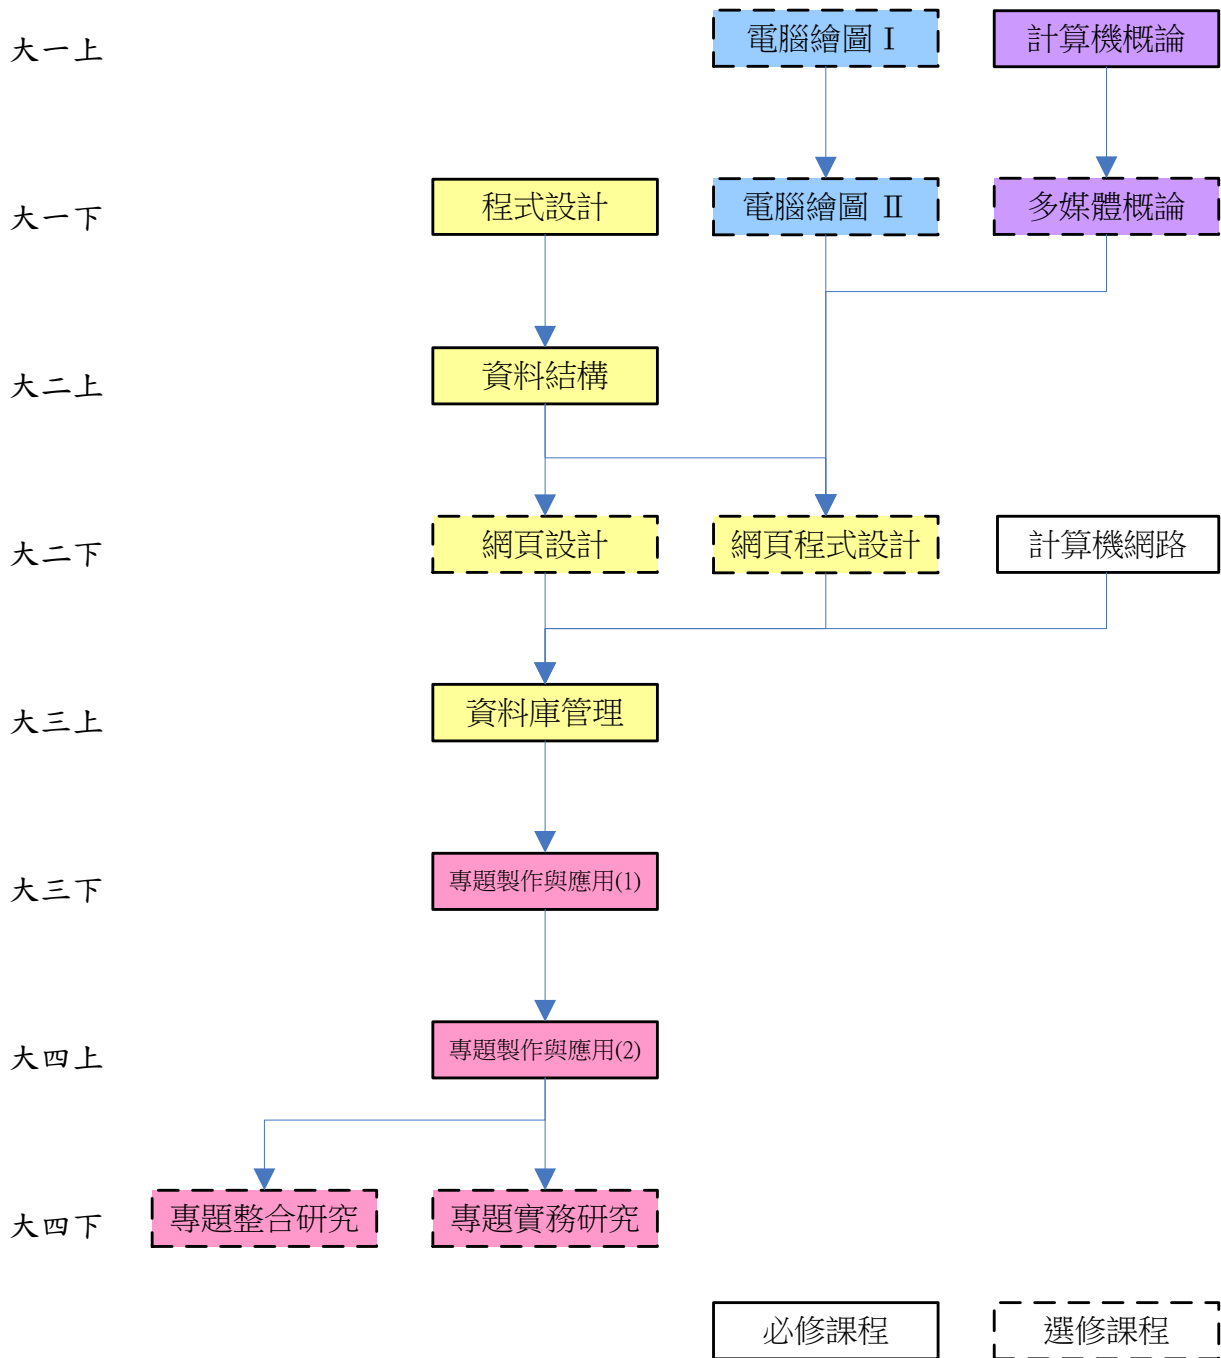 大一上
電腦繪圖 I
計算機概論
大一下
程式設計
電腦繪圖 II
多媒體概論
大二上
資料結構
大二下
網頁設計
網頁程式設計
計算機網路
大三上
資料庫管理
大三下
專題製作與應用(1)
大四上
專題製作與應用(2)
大四下
專題整合研究
專題實務研究
必修課程
選修課程